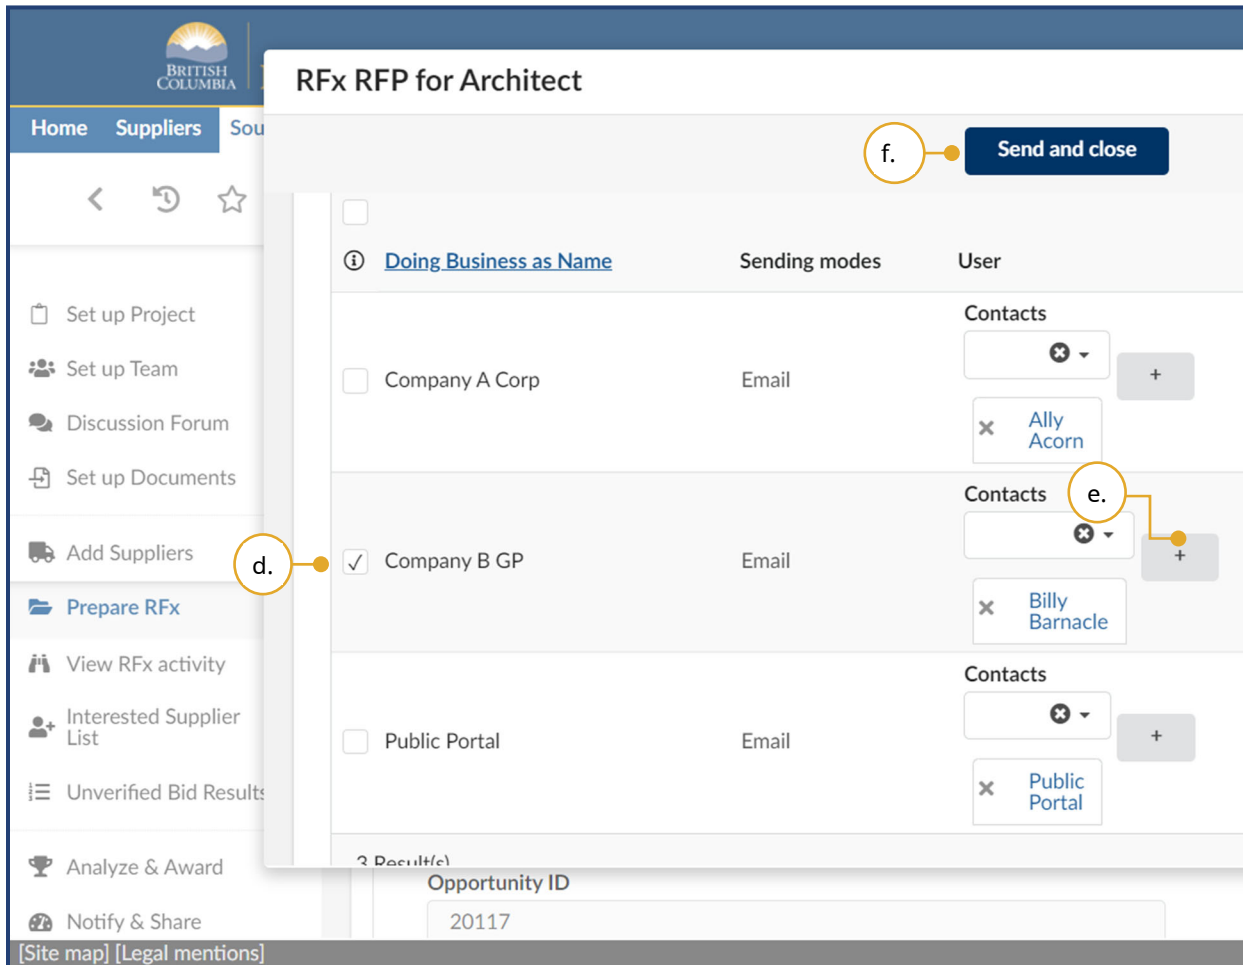 BRITISH
COLUMBIA
RFx RFP for Architect
Home Suppliers Sou
f.
Send and close
Doing Business as Name Sending modes User
Set up Project
Set up Team
Discussion Forum
Set up Documents
Add Suppliers
Prepare RFx
View RFx activity
Interested Supplier
List
Unverified Bid Results
Analyze & Award
Notify & Share
Contacts
Company A Corp Email +
Ally
Acorn
Contacts e.
d. Company B GP Email +
Billy
Barnacle
Contacts
Public Portal Email +
Public
Portal
3 Result(s)
Opportunity ID
20117
[Site map] [Legal mentions]